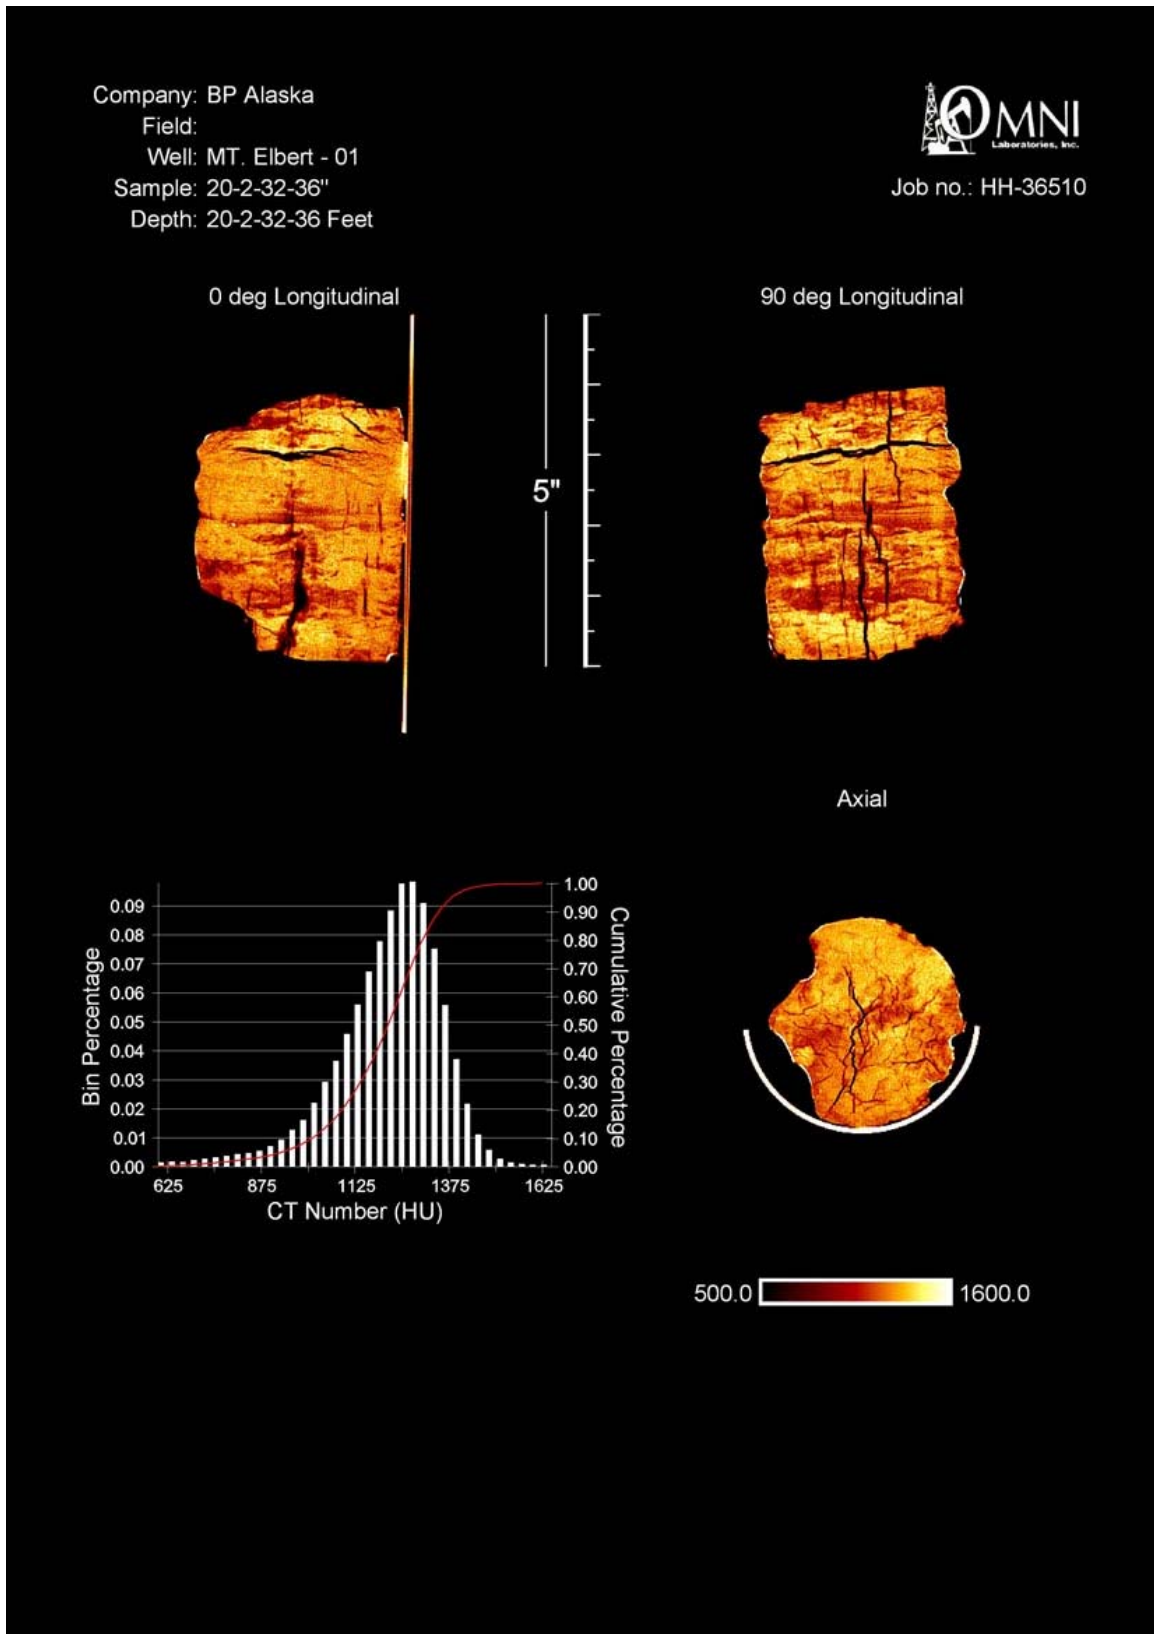 Company: BP Alaska
Field:
Well: MT. Elbert - 01
Sample: 20-2-32-36"
Depth: 20-2-32-36 Feet
OMNI
Laboratories, Inc.
Job no.: HH-36510
0 deg Longitudinal
90 deg Longitudinal
5"
Axial
Bin Percentage
0.09
0.08
0.07
0.06
0.05
0.04
0.03
0.02
0.01
0.00
1.00
0.90
0.80
0.70
0.60
0.50
0.40
0.30
0.20
0.10
0.00
Cumulative Percentage
625 875 1125 1375 1625
CT Number (HU)
500.0 1600.0